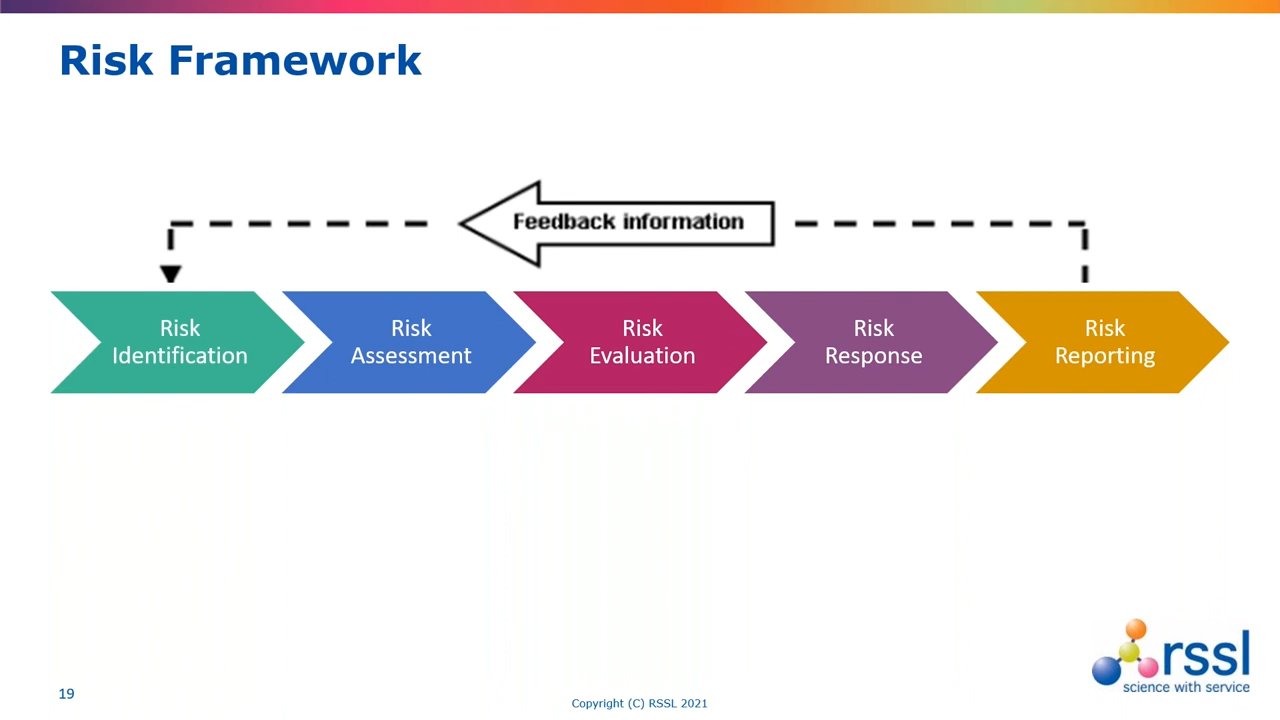 Risk Framework
Feedback information
Risk
Identification
Risk
Assessment
Risk
Evaluation
Risk
Response
Risk
Reporting
rssl
science with service
19
Copyright (C) RSSL 2021